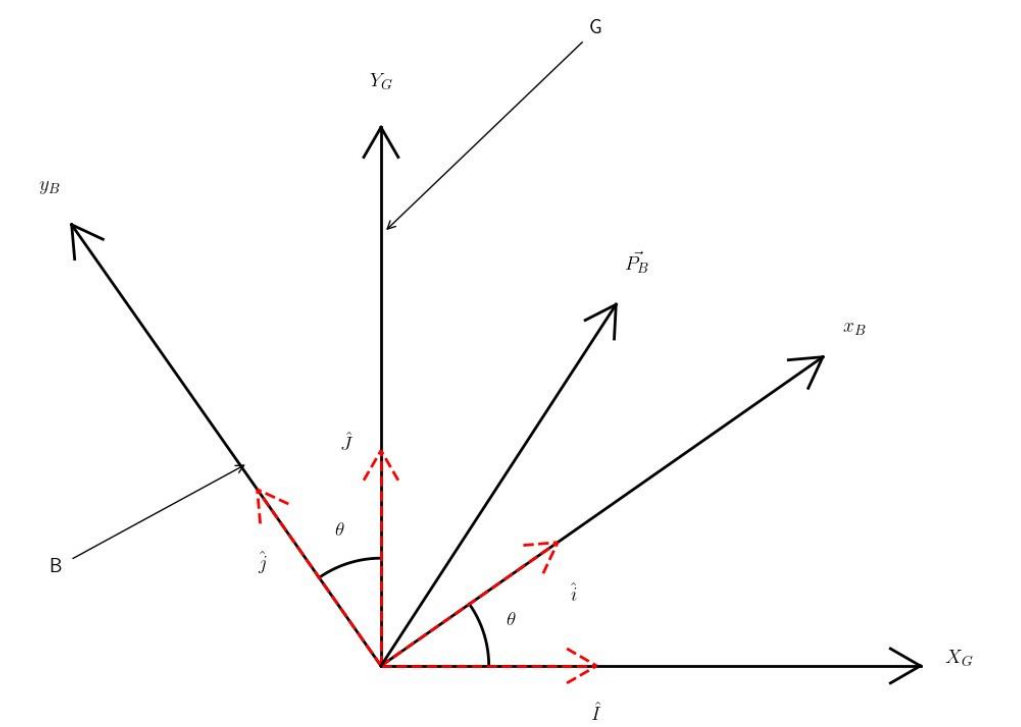 G
Y_G
y_B
\vec{P_B}
x_B
\hat{J}
θ
B
\hat{j}
\hat{i}
θ
X_G
\hat{I}